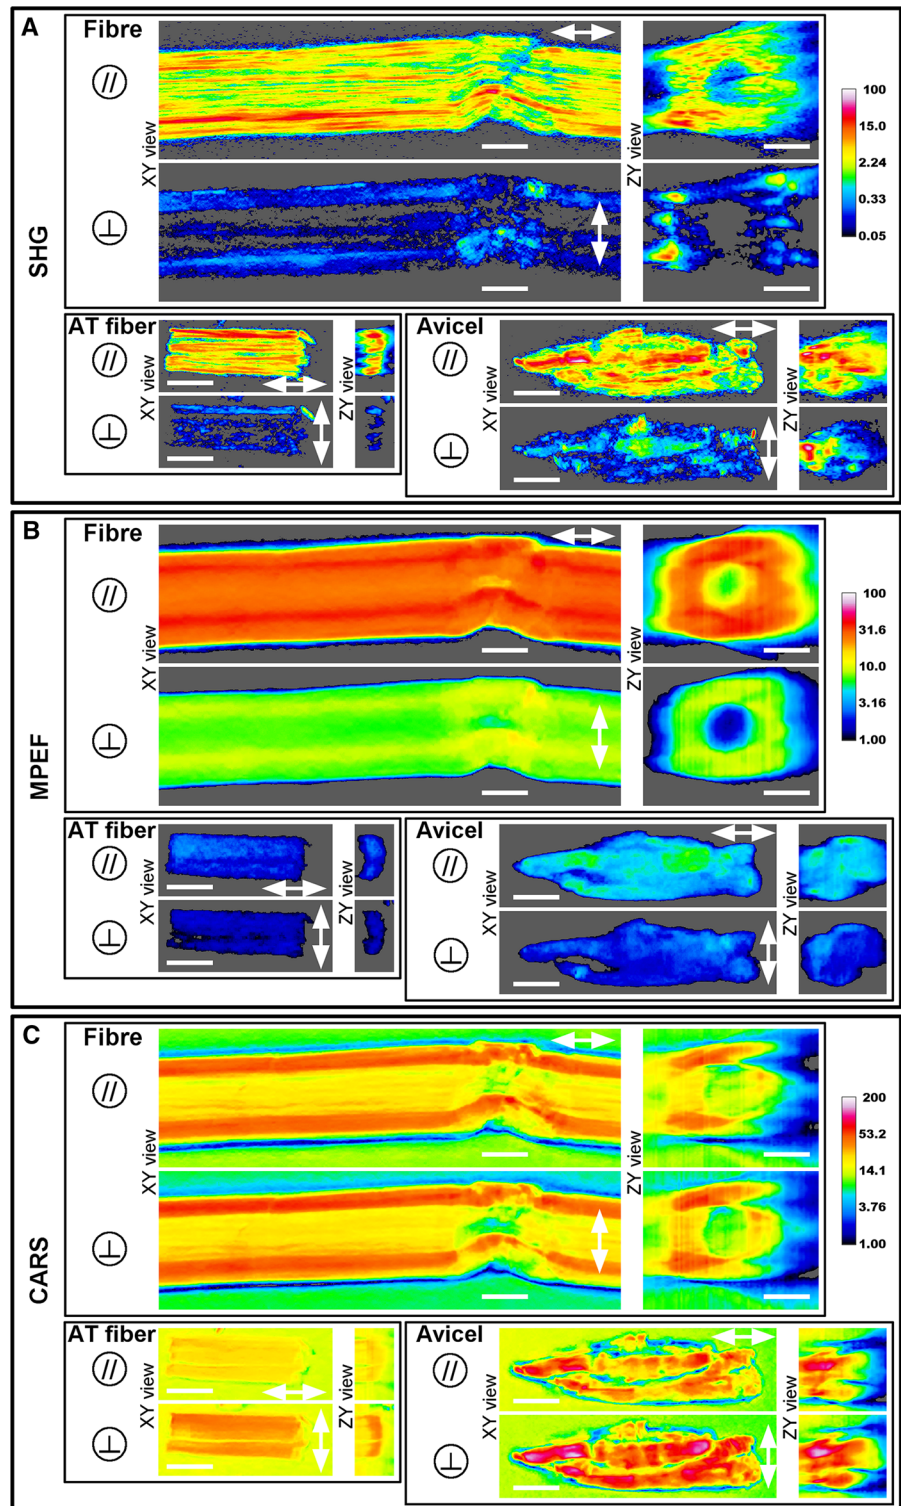 A
Fibre
//
XY view
ZY view
⊥
SHG
100
15.0
2.24
0.33
0.05
AT fiber
//
XY view
ZY view
⊥
Avicel
//
XY view
ZY view
⊥
B
Fibre
//
XY view
ZY view
⊥
MPEF
100
31.6
10.0
3.16
1.00
AT fiber
//
XY view
ZY view
⊥
Avicel
//
XY view
ZY view
⊥
C
Fibre
//
XY view
ZY view
⊥
CARS
200
53.2
14.1
3.76
1.00
AT fiber
//
XY view
ZY view
⊥
Avicel
//
XY view
ZY view
⊥